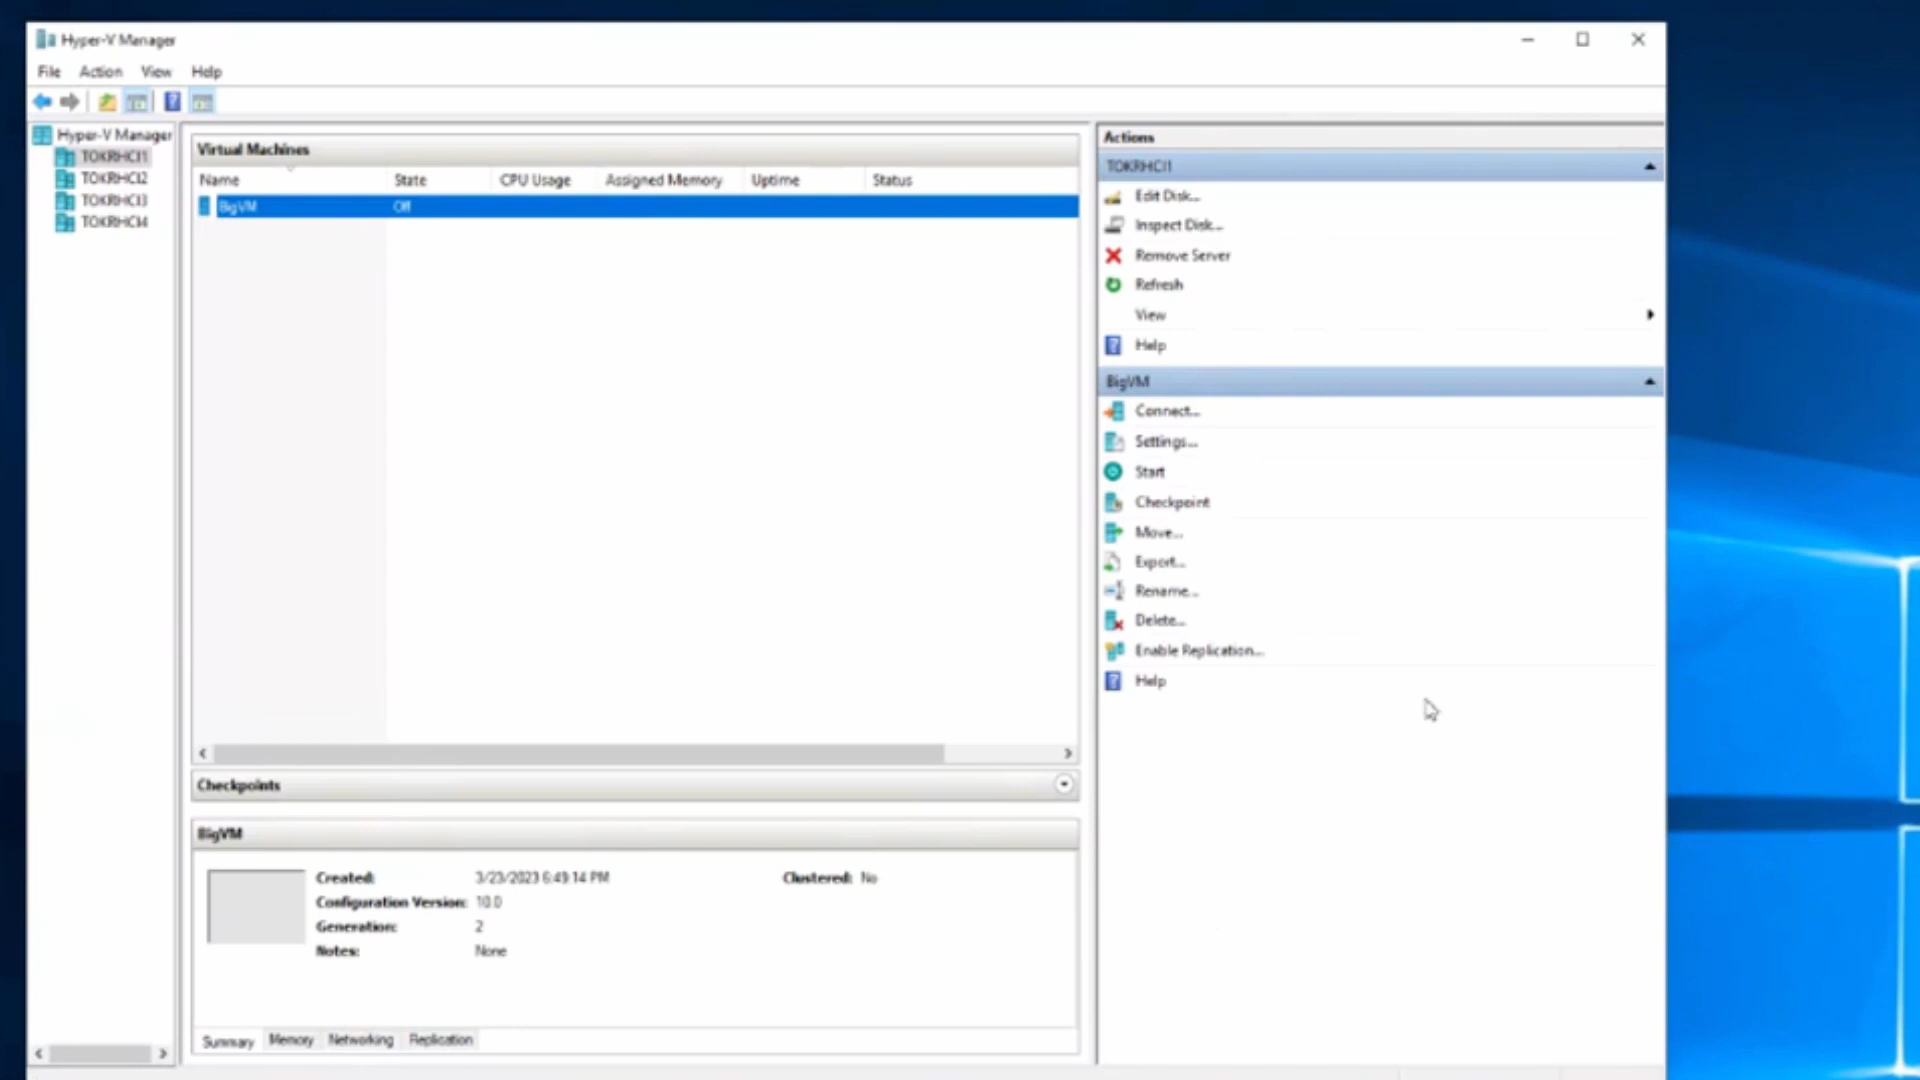 Hyper-V Manager
File Action View Help
Hyper-V Manager
TOKRHCI1
TOKRHCI2
TOKRHCI3
TOKRHCI4
Virtual Machines
Name State CPU Usage Assigned Memory Uptime Status
BigVM Off
Checkpoints
BigVM
Created: 3/23/2023 6:49:14 PM Clustered: No
Configuration Version: 10.0
Generation: 2
Notes: None
Summary Memory Networking Replication
Actions
TOKRHCI1
Edit Disk...
Inspect Disk...
Remove Server
Refresh
View
Help
BigVM
Connect...
Settings...
Start
Checkpoint
Move...
Export...
Rename...
Delete...
Enable Replication...
Help